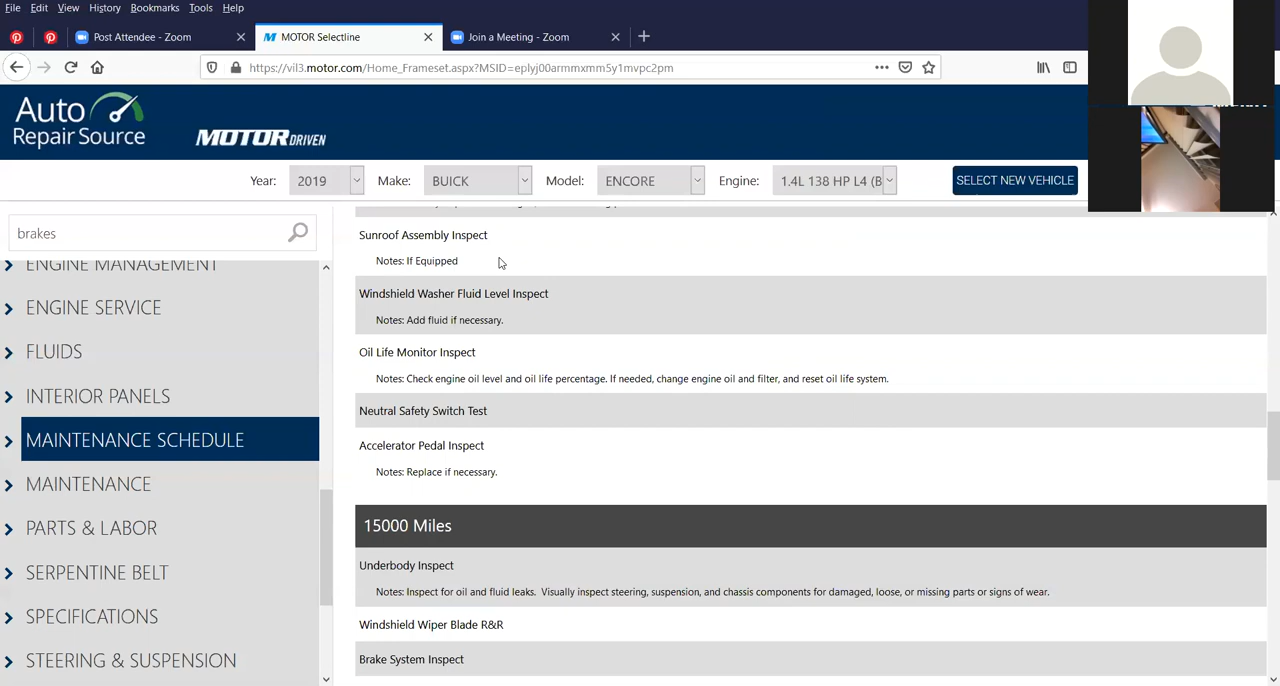 File Edit View History Bookmarks Tools Help
Post Attendee - Zoom
MOTOR Selectline
Join a Meeting - Zoom
https://vil3.motor.com/Home_Frameset.aspx?MSID=eplyj00armmxmm5y1mvpc2pm
Auto
Repair Source
MOTOR DRIVEN
Year: 2019 Make: BUICK Model: ENCORE Engine: 1.4L 138 HP L4 (B SELECT NEW VEHICLE
brakes
ENGINE MANAGEMENT
ENGINE SERVICE
FLUIDS
INTERIOR PANELS
MAINTENANCE SCHEDULE
MAINTENANCE
PARTS & LABOR
SERPENTINE BELT
SPECIFICATIONS
STEERING & SUSPENSION
Sunroof Assembly Inspect
Notes: If Equipped
Windshield Washer Fluid Level Inspect
Notes: Add fluid if necessary.
Oil Life Monitor Inspect
Notes: Check engine oil level and oil life percentage. If needed, change engine oil and filter, and reset oil life system.
Neutral Safety Switch Test
Accelerator Pedal Inspect
Notes: Replace if necessary.
15000 Miles
Underbody Inspect
Notes: Inspect for oil and fluid leaks. Visually inspect steering, suspension, and chassis components for damaged, loose, or missing parts or signs of wear.
Windshield Wiper Blade R&R
Brake System Inspect